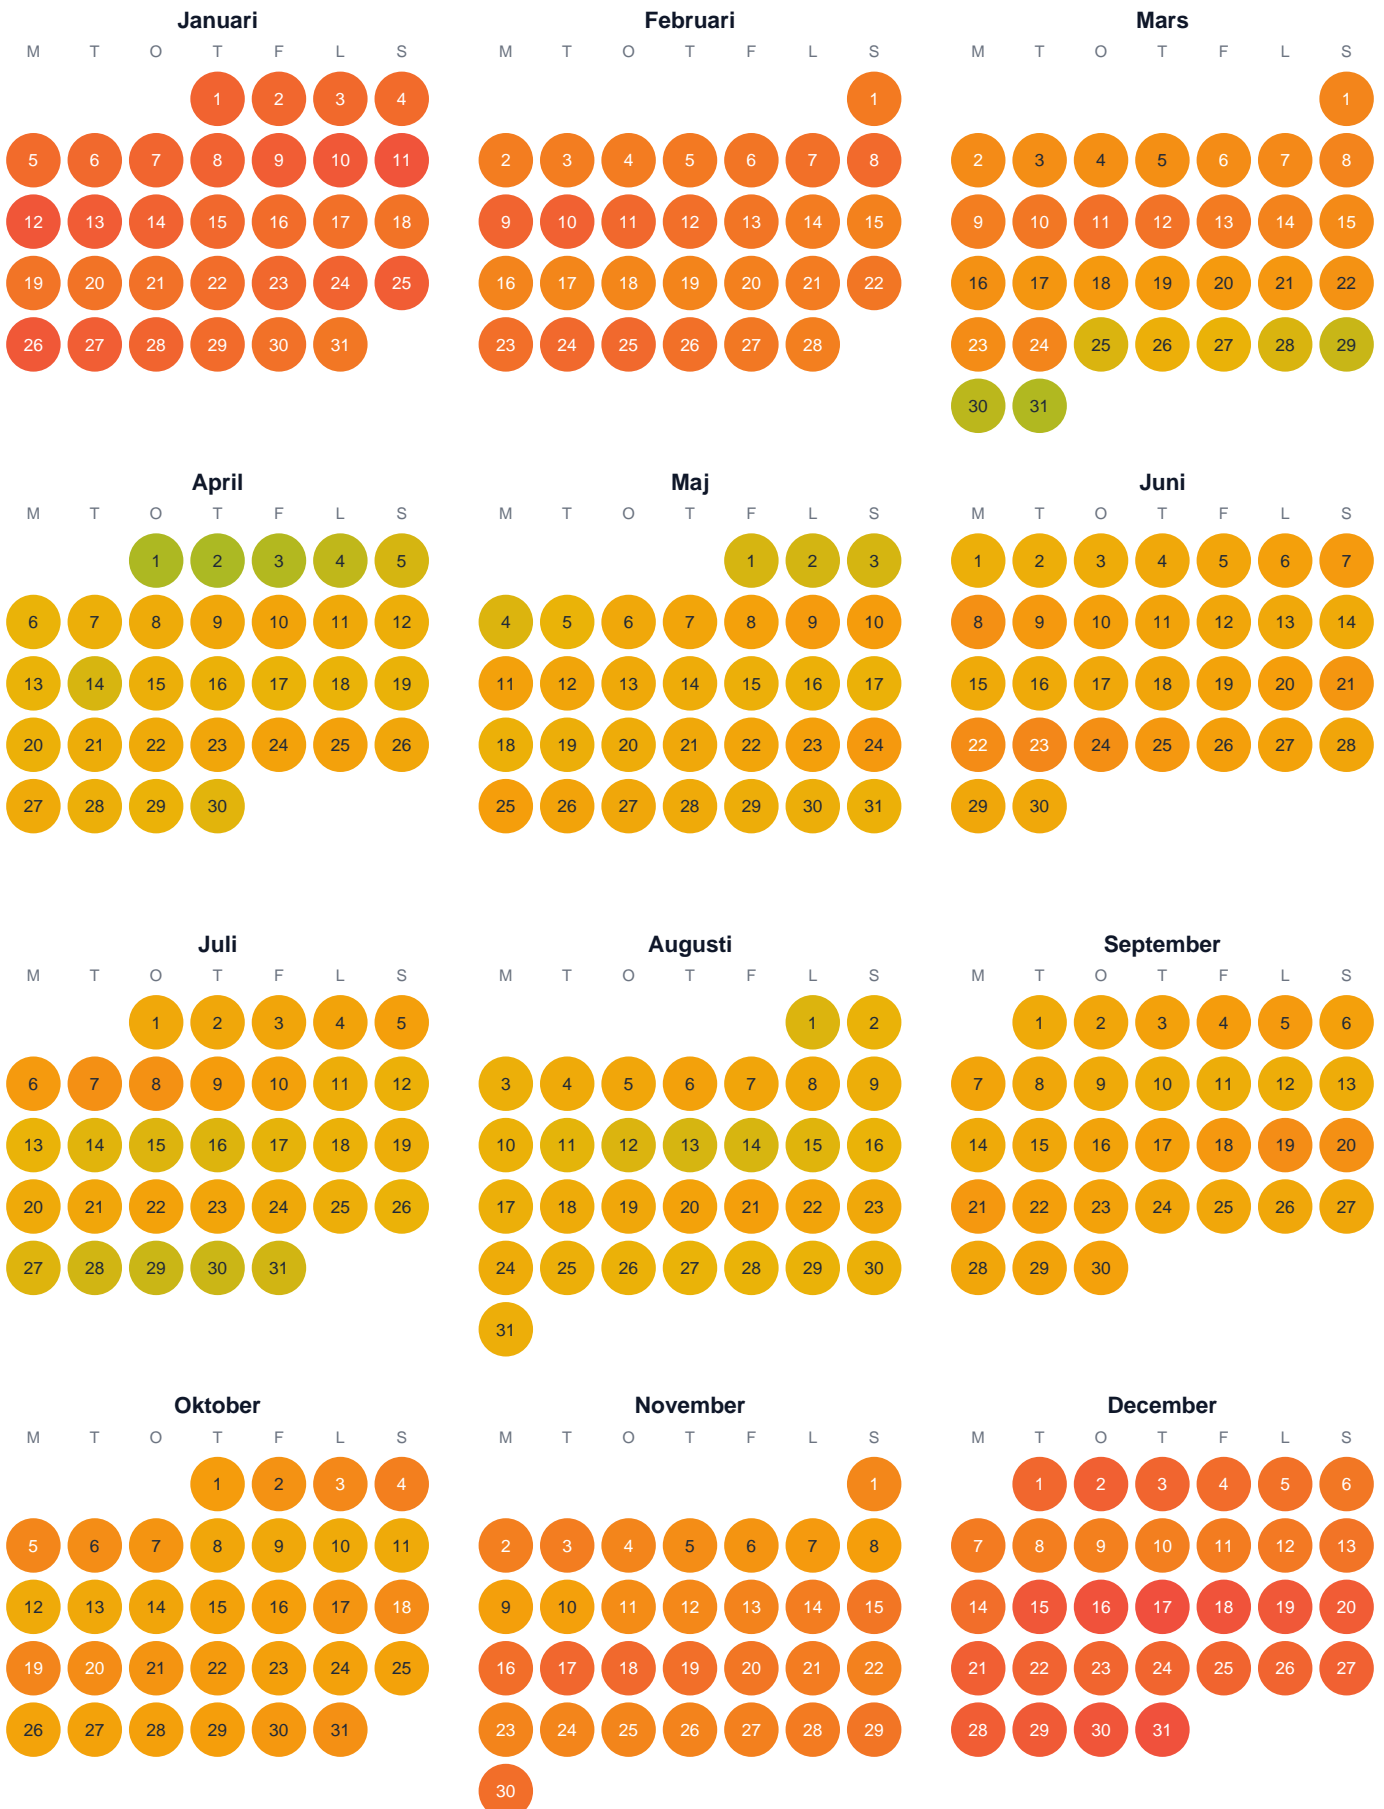 Januari Februari Mars
M T O T F L S M T O T F L S M T O T F L S
1 2 3 4 1 1
5 6 7 8 9 10 11 2 3 4 5 6 7 8 2 3 4 5 6 7 8
12 13 14 15 16 17 18 9 10 11 12 13 14 15 9 10 11 12 13 14 15
19 20 21 22 23 24 25 16 17 18 19 20 21 22 16 17 18 19 20 21 22
26 27 28 29 30 31 23 24 25 26 27 28 23 24 25 26 27 28 29
30 31
April Maj Juni
M T O T F L S M T O T F L S M T O T F L S
1 2 3 4 5 1 2 3 1 2 3 4 5 6 7
6 7 8 9 10 11 12 4 5 6 7 8 9 10 8 9 10 11 12 13 14
13 14 15 16 17 18 19 11 12 13 14 15 16 17 15 16 17 18 19 20 21
20 21 22 23 24 25 26 18 19 20 21 22 23 24 22 23 24 25 26 27 28
27 28 29 30 25 26 27 28 29 30 31 29 30
Juli Augusti September
M T O T F L S M T O T F L S M T O T F L S
1 2 3 4 5 1 2 1 2 3 4 5 6
6 7 8 9 10 11 12 3 4 5 6 7 8 9 7 8 9 10 11 12 13
13 14 15 16 17 18 19 10 11 12 13 14 15 16 14 15 16 17 18 19 20
20 21 22 23 24 25 26 17 18 19 20 21 22 23 21 22 23 24 25 26 27
27 28 29 30 31 24 25 26 27 28 29 30 28 29 30
31
Oktober November December
M T O T F L S M T O T F L S M T O T F L S
1 2 3 4 1 1 2 3 4 5 6
5 6 7 8 9 10 11 2 3 4 5 6 7 8 7 8 9 10 11 12 13
12 13 14 15 16 17 18 9 10 11 12 13 14 15 14 15 16 17 18 19 20
19 20 21 22 23 24 25 16 17 18 19 20 21 22 21 22 23 24 25 26 27
26 27 28 29 30 31 23 24 25 26 27 28 29 28 29 30 31
30